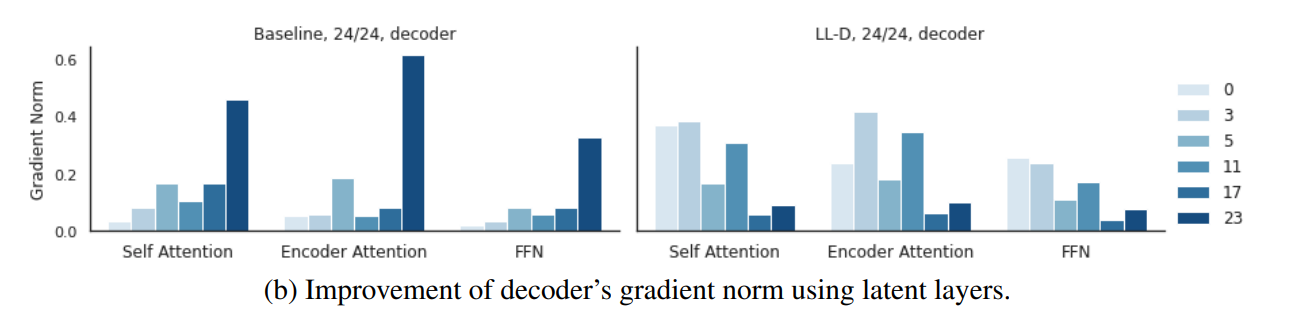 Baseline, 24/24, decoder
LL-D, 24/24, decoder
Gradient Norm
0.6
0.4
0.2
0.0
Self Attention
Encoder Attention
FFN
Self Attention
Encoder Attention
FFN
0
3
5
11
17
23
(b) Improvement of decoder's gradient norm using latent layers.